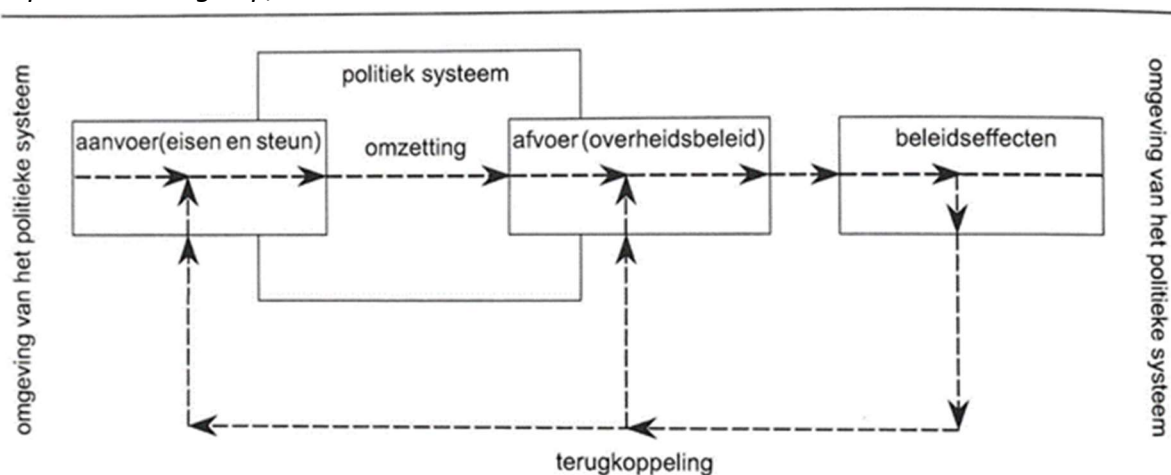 omgeving van het politieke systeem
politiek systeem
aanvoer(eisen en steun)
omzetting
afvoer (overheidsbeleid)
beleidseffecten
omgeving van het politieke systeem
terugkoppeling